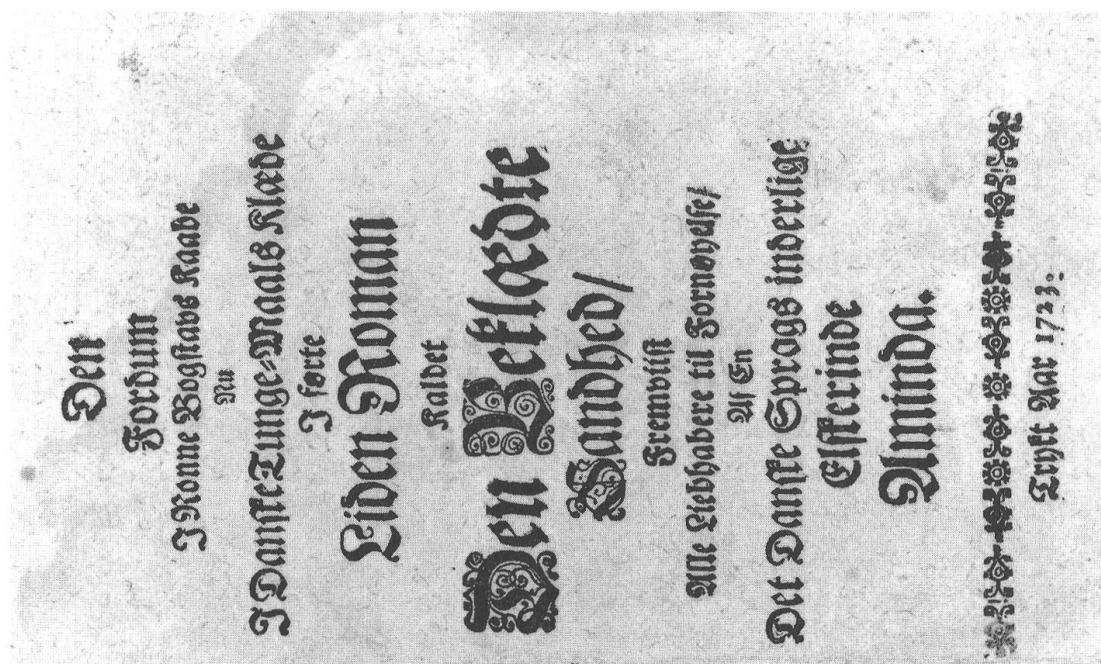 Den
Fordum
I Ronne Bogstavs Kaabe
Nu
I Danske-Tunge-Maals Klæde
I førte
Liden Roman
Kaldet
Den Beklædte
Sandhed/
Fremviist
Alle Liebhabere til Fornøyelse/
Af En
Det Danske Sprogs inderlige
Elskerinde
Aminda.
Trykt Aar 1723.